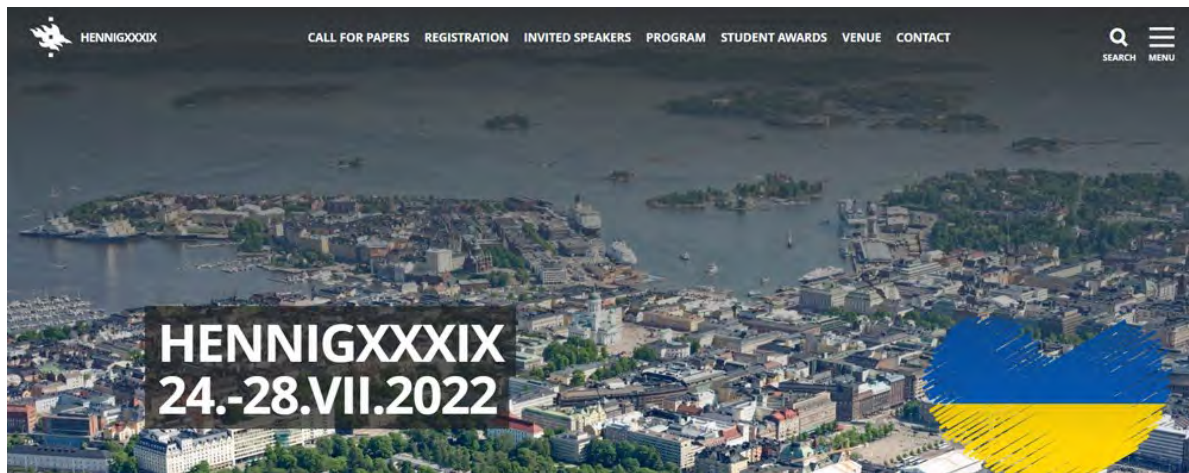 HENNIGXXXIX
CALL FOR PAPERS REGISTRATION INVITED SPEAKERS PROGRAM STUDENT AWARDS VENUE CONTACT
SEARCH MENU
HENNIGXXXIX
24.-28.VII.2022